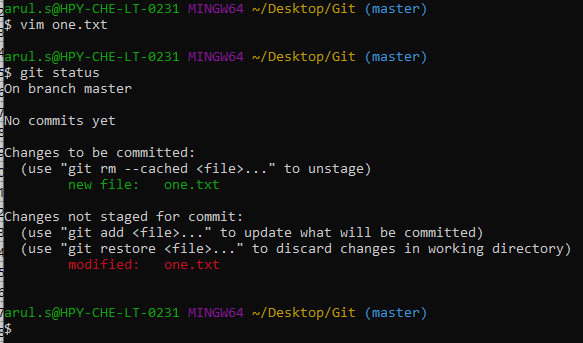 arul.s@HPY-CHE-LT-0231 MINGW64 ~/Desktop/Git (master)
$ vim one.txt
arul.s@HPY-CHE-LT-0231 MINGW64 ~/Desktop/Git (master)
$ git status
On branch master
No commits yet
Changes to be committed:
  (use "git rm --cached <file>..." to unstage)
        new file:   one.txt
Changes not staged for commit:
  (use "git add <file>..." to update what will be committed)
  (use "git restore <file>..." to discard changes in working directory)
        modified:   one.txt
arul.s@HPY-CHE-LT-0231 MINGW64 ~/Desktop/Git (master)
$